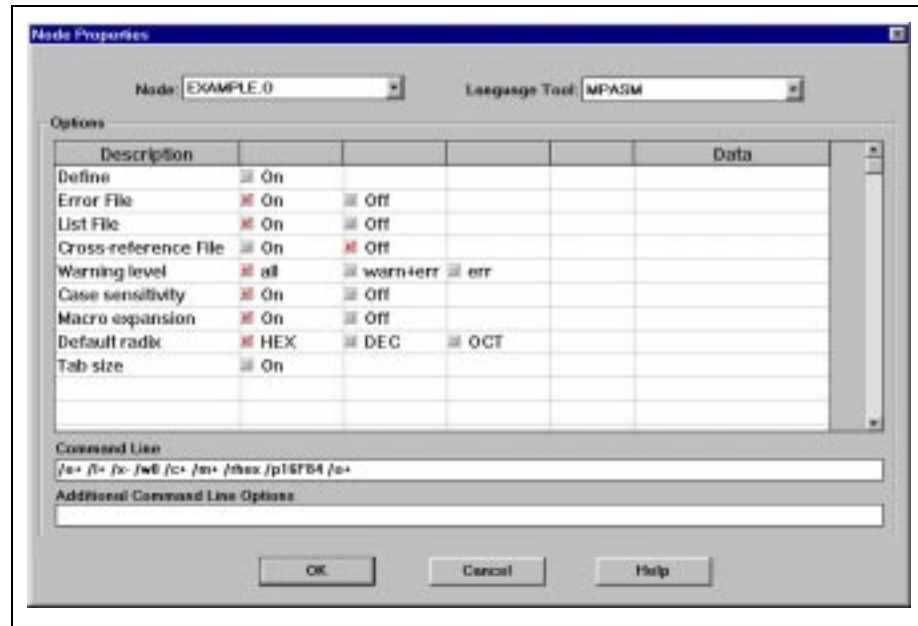 Node Properties
Node: EXAMPLE.O Language Tool: MPASM
Options
Description Data
Define On
Error File On Off
List File On Off
Cross-reference File On Off
Warning level all warn+err err
Case sensitivity On Off
Macro expansion On Off
Default radix HEX DEC OCT
Tab size On
Command Line
/e+ /l+ /x- /w0 /c+ /m+ /rhex /p16F84 /o+
Additional Command Line Options
OK Cancel Help